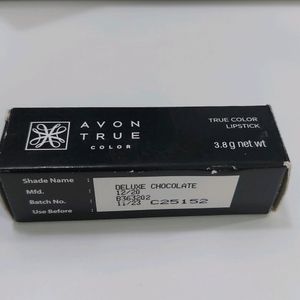 AVON
TRUE
COLOR
TRUE COLOR
LIPSTICK
3.8 g net wt
Shade Name :
Mfd. :
Batch No. :
Use Before :
DELUXE CHOCOLATE
12/20
B363202
11/23 C25152